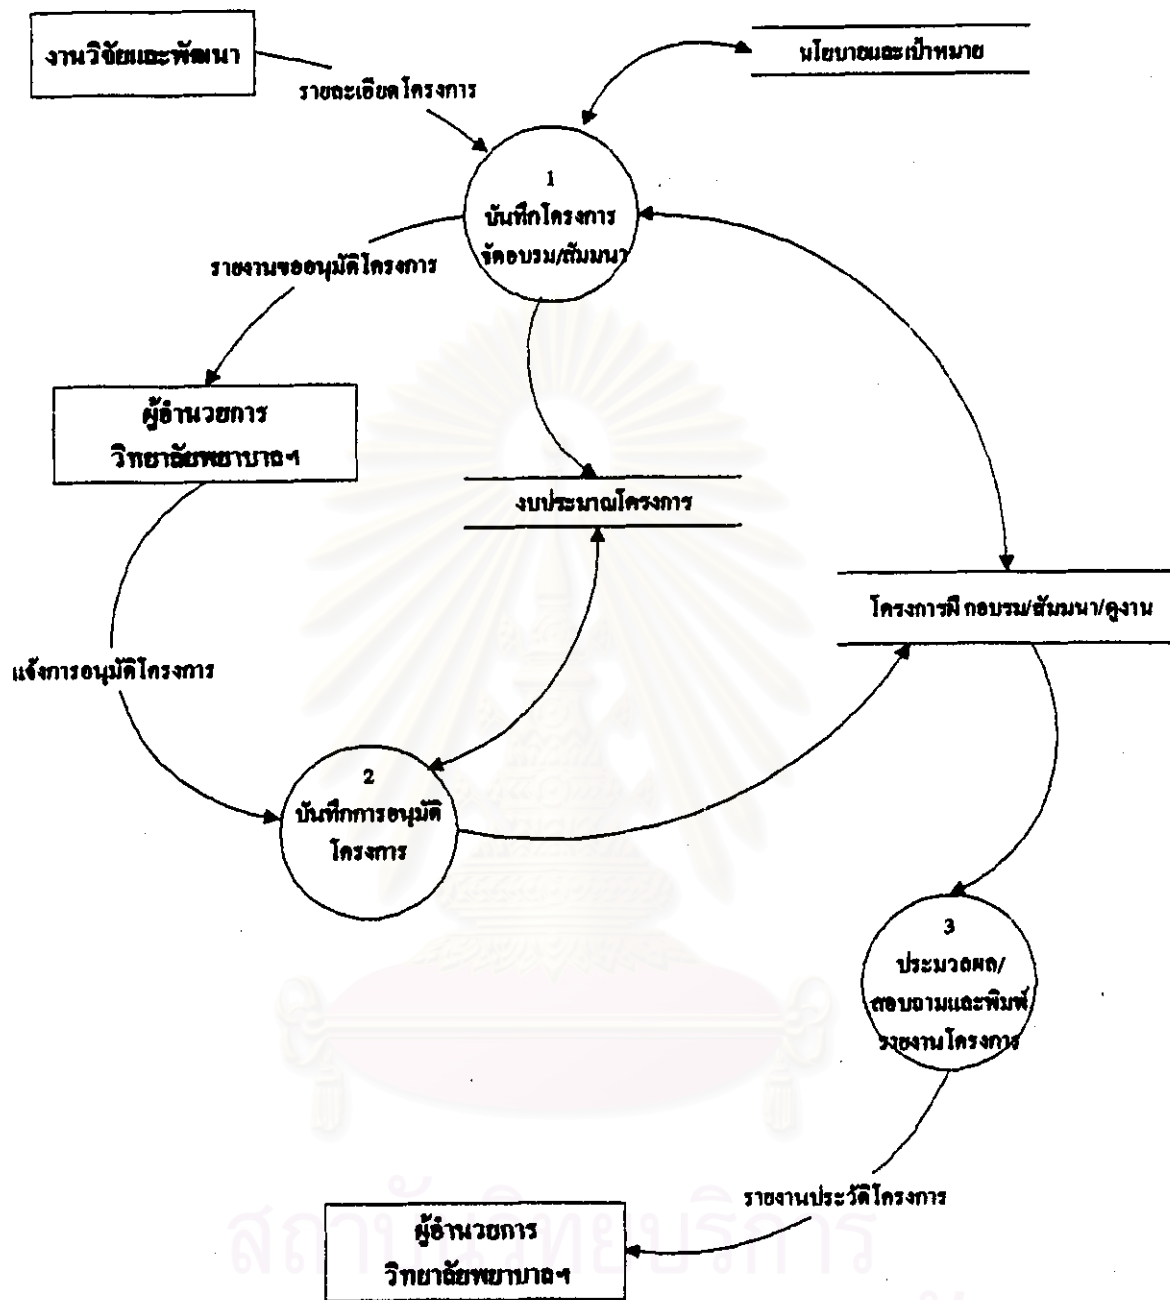 งานวิจัยและพัฒนา
นโยบายและเป้าหมาย
รายละเอียดโครงการ
1
บันทึกโครงการ
จัดอบรม/สัมมนา
รายงานขออนุมัติโครงการ
ผู้อำนวยการ
วิทยาลัยพยาบาลฯ
งบประมาณโครงการ
โครงการฝึกอบรม/สัมมนา/ดูงาน
แจ้งการอนุมัติโครงการ
2
บันทึกการอนุมัติ
โครงการ
3
ประมวลผล/
สอบถามและพิมพ์
รายงานโครงการ
รายงานประวัติโครงการ
ผู้อำนวยการ
วิทยาลัยพยาบาลฯ
สถาบันวิทยบริการ